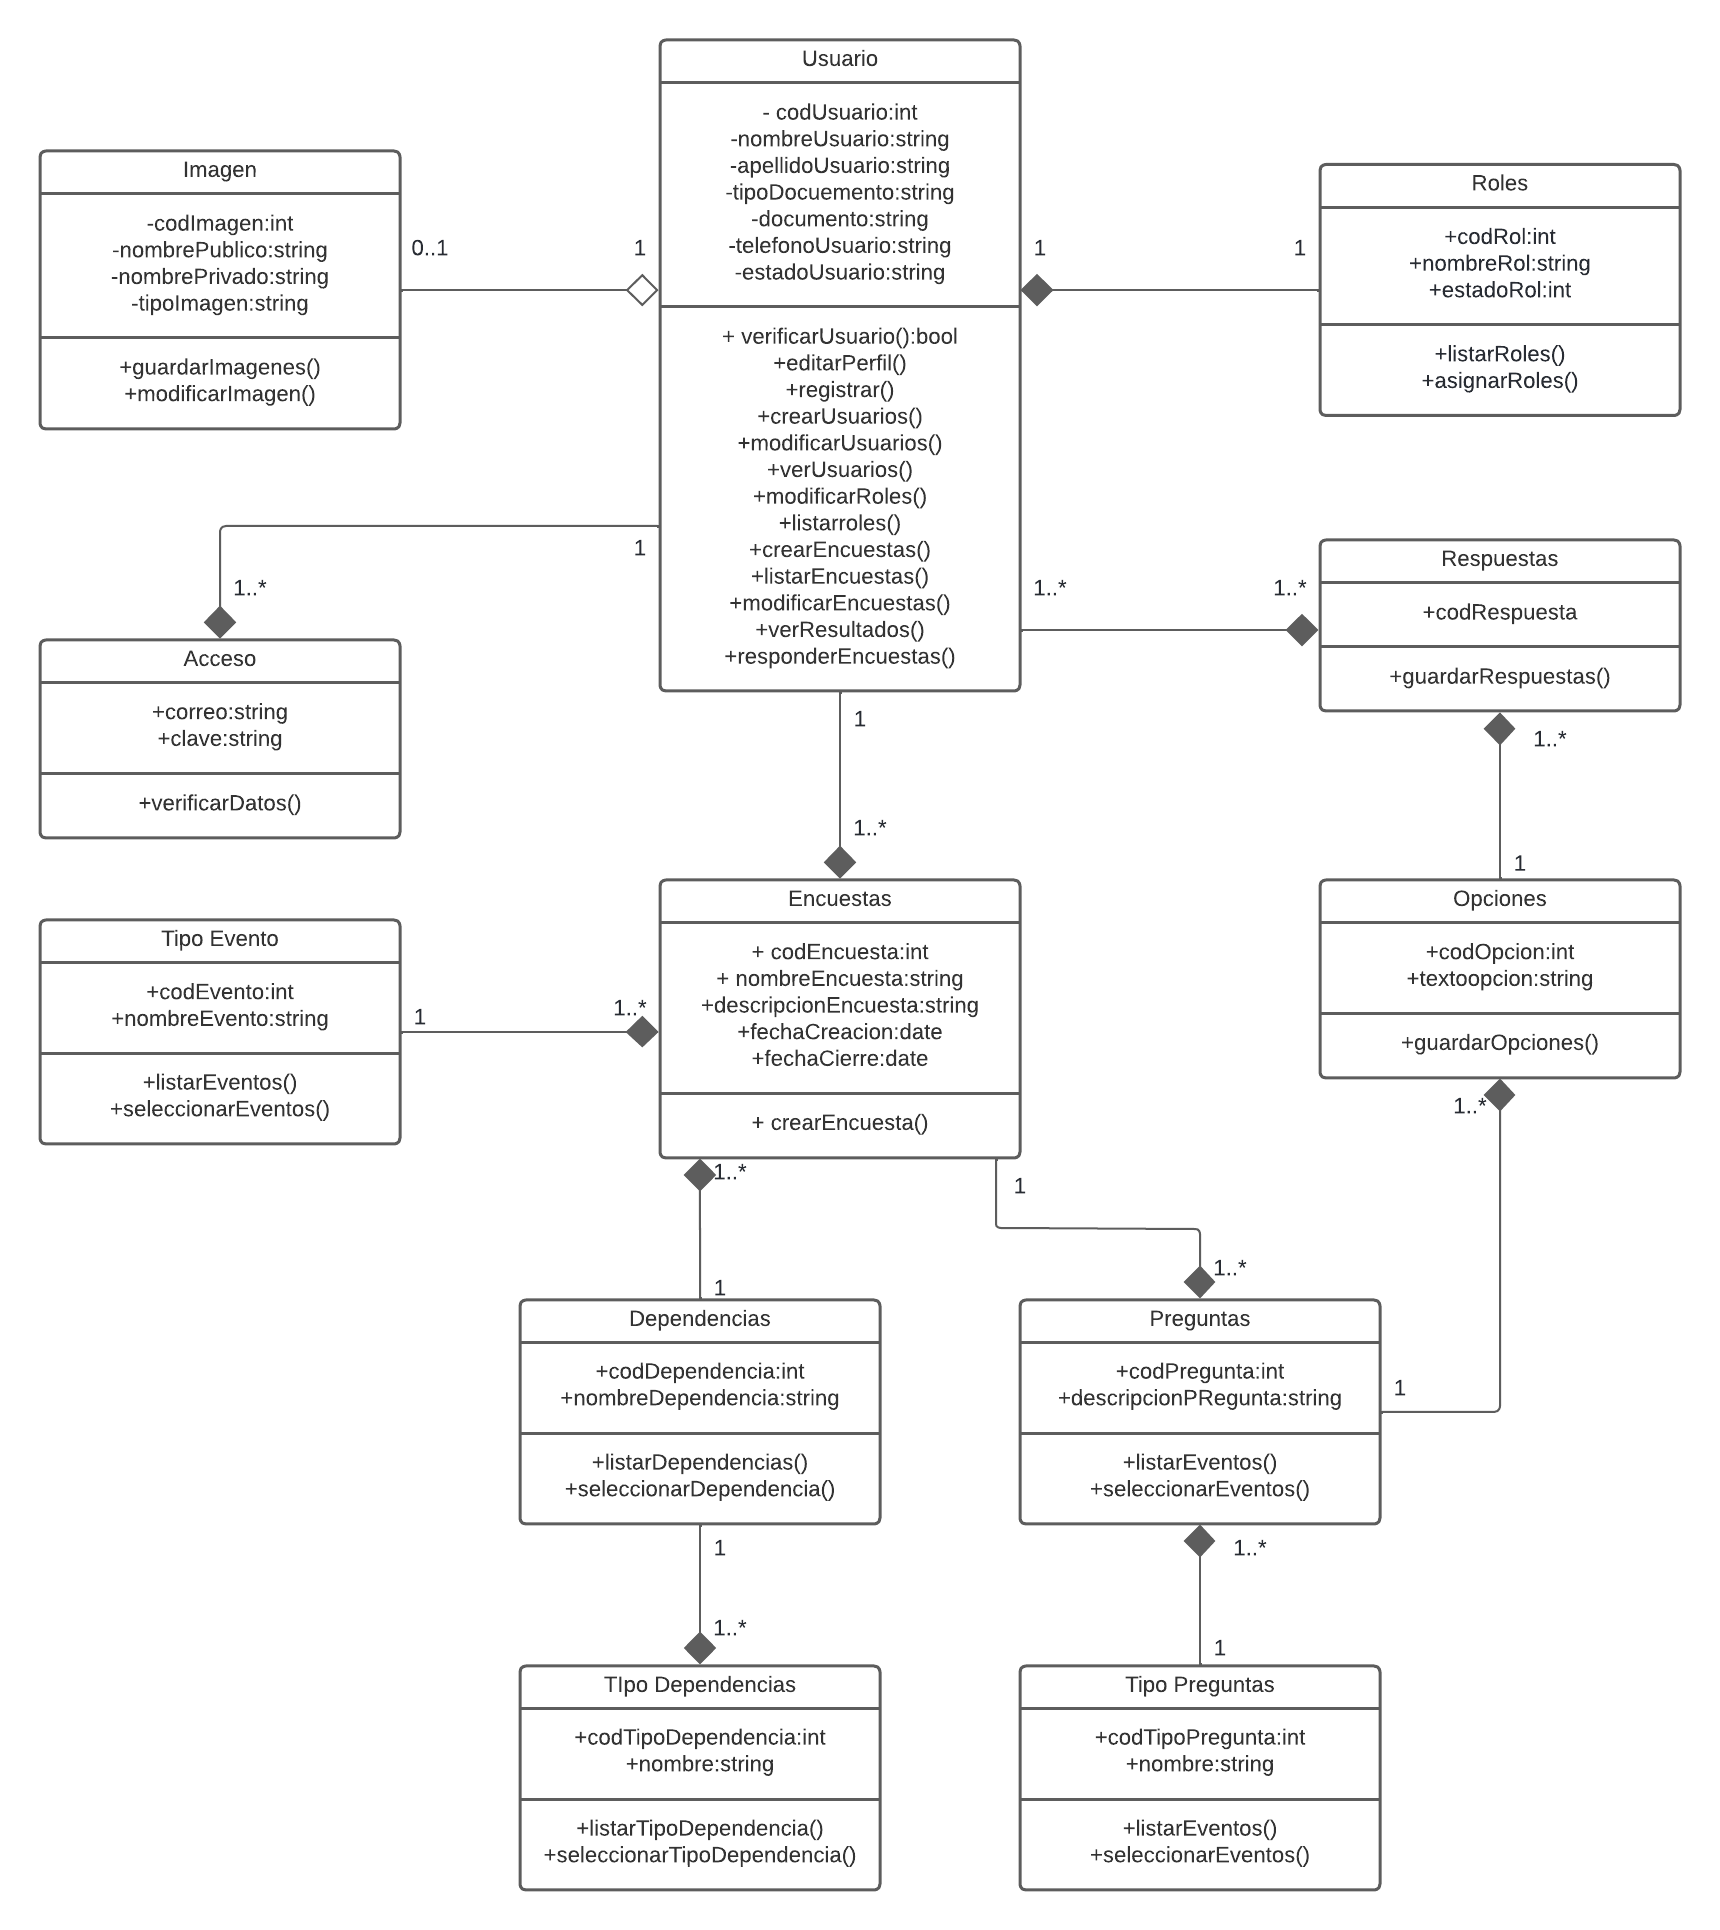 Usuario
- codUsuario:int
-nombreUsuario:string
-apellidoUsuario:string
-tipoDocuemento:string
-documento:string
-telefonoUsuario:string
-estadoUsuario:string
+ verificarUsuario():bool
+editarPerfil()
+registrar()
+crearUsuarios()
+modificarUsuarios()
+verUsuarios()
+modificarRoles()
+listarroles()
+crearEncuestas()
+listarEncuestas()
+modificarEncuestas()
+verResultados()
+responderEncuestas()
Imagen
-codImagen:int
-nombrePublico:string
-nombrePrivado:string
-tipoImagen:string
+guardarImagenes()
+modificarImagen()
0..1
1
1
1
Roles
+codRol:int
+nombreRol:string
+estadoRol:int
+listarRoles()
+asignarRoles()
1
1..*
Acceso
+correo:string
+clave:string
+verificarDatos()
1..*
1..*
Respuestas
+codRespuesta
+guardarRespuestas()
1
1..*
1..*
1
Tipo Evento
+codEvento:int
+nombreEvento:string
+listarEventos()
+seleccionarEventos()
1
1..*
Encuestas
+ codEncuesta:int
+ nombreEncuesta:string
+descripcionEncuesta:string
+fechaCreacion:date
+fechaCierre:date
+ crearEncuesta()
Opciones
+codOpcion:int
+textoopcion:string
+guardarOpciones()
1..*
1..*
1
1
1..*
Dependencias
+codDependencia:int
+nombreDependencia:string
+listarDependencias()
+seleccionarDependencia()
Preguntas
+codPregunta:int
+descripcionPRegunta:string
+listarEventos()
+seleccionarEventos()
1
1
1..*
1..*
1
TIpo Dependencias
+codTipoDependencia:int
+nombre:string
+listarTipoDependencia()
+seleccionarTipoDependencia()
Tipo Preguntas
+codTipoPregunta:int
+nombre:string
+listarEventos()
+seleccionarEventos()